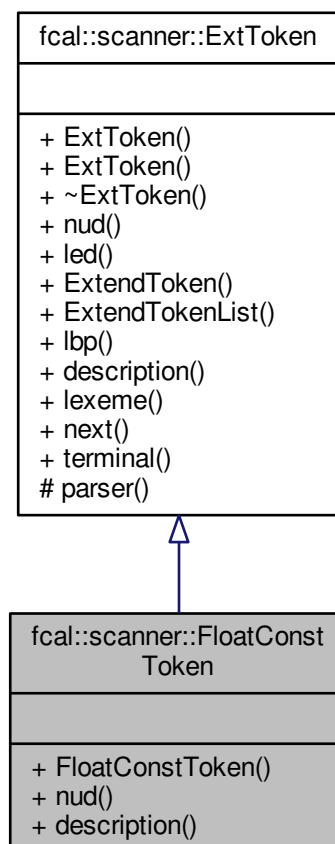 fcal::scanner::ExtToken
+ ExtToken()
+ ExtToken()
+ ~ExtToken()
+ nud()
+ led()
+ ExtendToken()
+ ExtendTokenList()
+ lbp()
+ description()
+ lexeme()
+ next()
+ terminal()
# parser()
fcal::scanner::FloatConst
Token
+ FloatConstToken()
+ nud()
+ description()